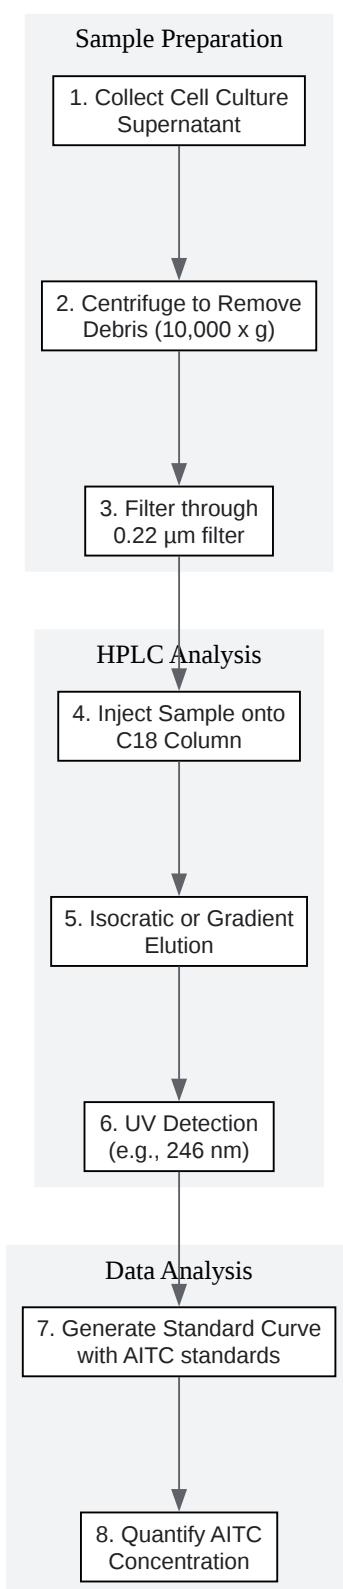 Sample Preparation
1. Collect Cell Culture
Supernatant
2. Centrifuge to Remove
Debris (10,000 x g)
3. Filter through
0.22 µm filter
HPLC Analysis
4. Inject Sample onto
C18 Column
5. Isocratic or Gradient
Elution
6. UV Detection
(e.g., 246 nm)
Data Analysis
7. Generate Standard Curve
with AITC standards
8. Quantify AITC
Concentration